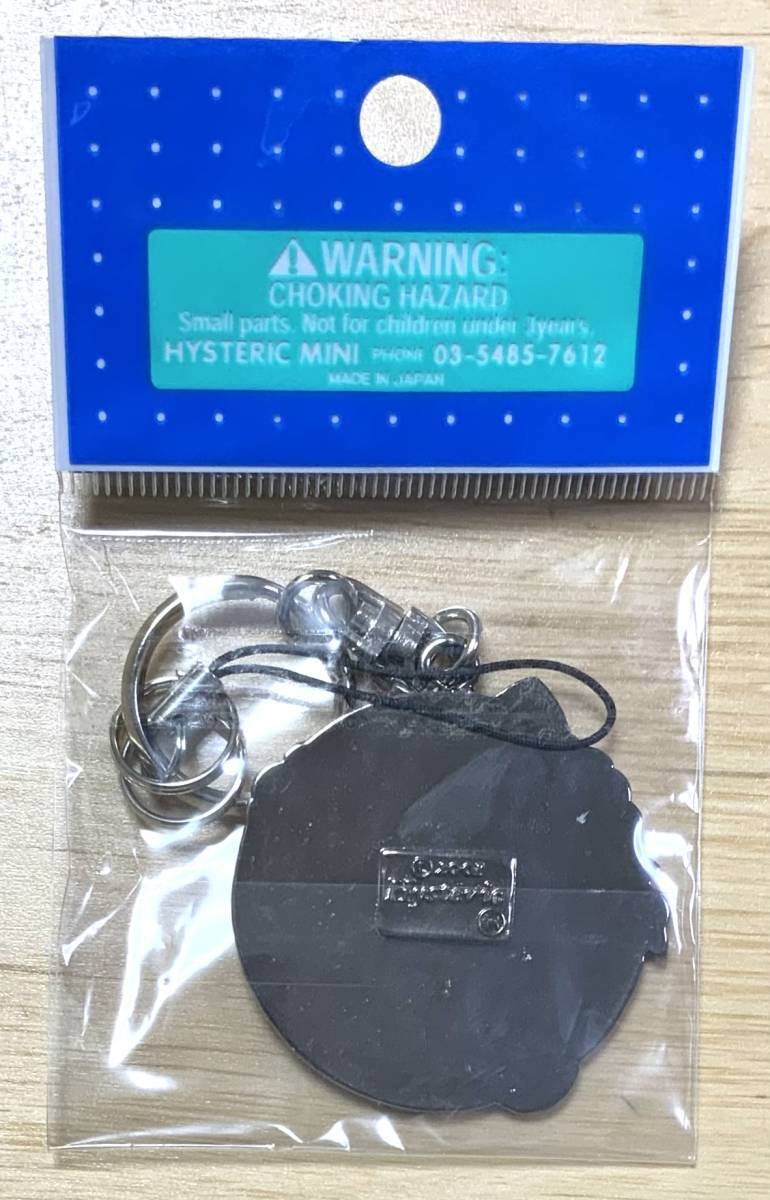 WARNING:
CHOKING HAZARD
Small parts. Not for children under 3years.
HYSTERIC MINI PHONE 03-5485-7612
MADE IN JAPAN
hysteric